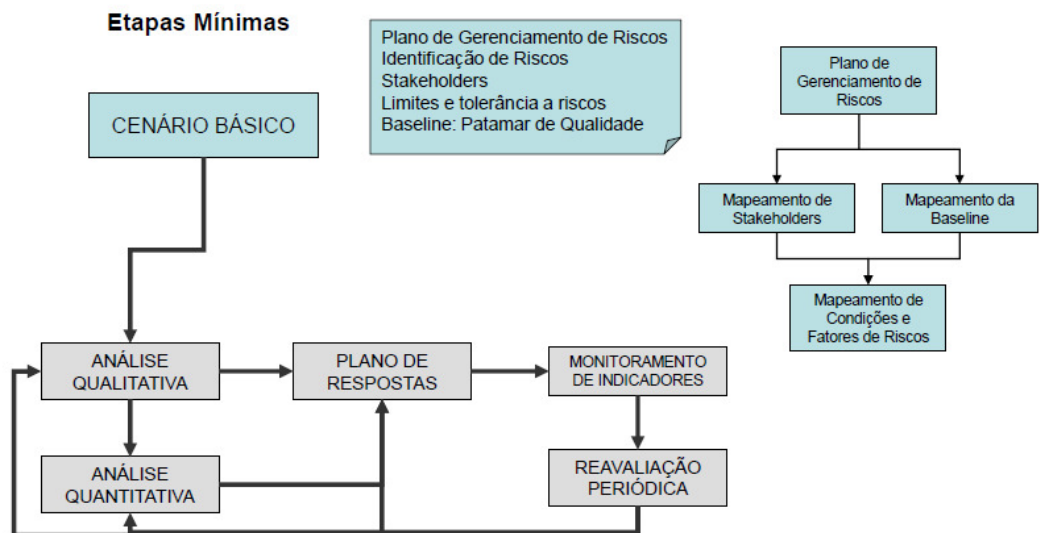 Etapas Mínimas
Plano de Gerenciamento de Riscos
Identificação de Riscos
Stakeholders
Limites e tolerância a riscos
Baseline: Patamar de Qualidade
CENÁRIO BÁSICO
Plano de
Gerenciamento de
Riscos
Mapeamento de
Stakeholders
Mapeamento da
Baseline
Mapeamento de
Condições e
Fatores de Riscos
ANÁLISE
QUALITATIVA
PLANO DE
RESPOSTAS
MONITORAMENTO
DE INDICADORES
ANÁLISE
QUANTITATIVA
REAVALIAÇÃO
PERIÓDICA